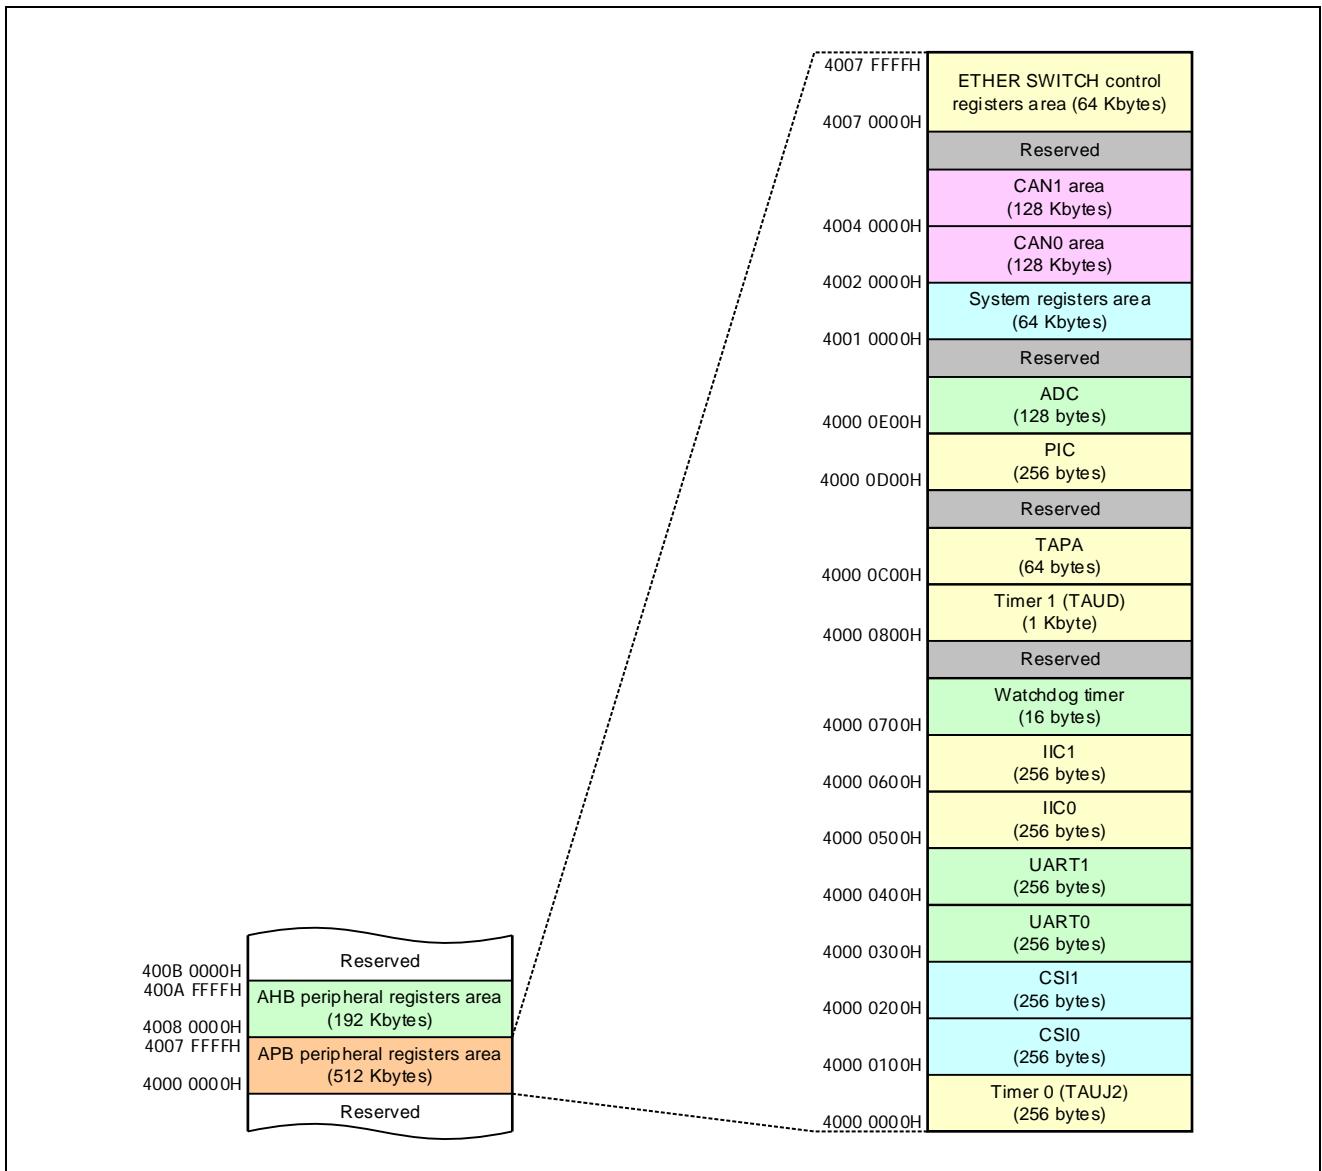 4007 FFFFH
ETHER SWITCH control
registers area (64 Kbytes)
4007 0000H
Reserved
CAN1 area
(128 Kbytes)
4004 0000H
CAN0 area
(128 Kbytes)
4002 0000H
System registers area
(64 Kbytes)
4001 0000H
Reserved
ADC
(128 bytes)
4000 0E00H
PIC
(256 bytes)
4000 0D00H
Reserved
TAPA
(64 bytes)
4000 0C00H
Timer 1 (TAUD)
(1 Kbyte)
4000 0800H
Reserved
Watchdog timer
(16 bytes)
4000 0700H
IIC1
(256 bytes)
4000 0600H
IIC0
(256 bytes)
4000 0500H
UART1
(256 bytes)
4000 0400H
UART0
(256 bytes)
4000 0300H
CSI1
(256 bytes)
4000 0200H
CSI0
(256 bytes)
4000 0100H
Timer 0 (TAUJ2)
(256 bytes)
4000 0000H
Reserved
400B 0000H
400A FFFFH
AHB peripheral registers area
(192 Kbytes)
4008 0000H
4007 FFFFH
APB peripheral registers area
(512 Kbytes)
4000 0000H
Reserved